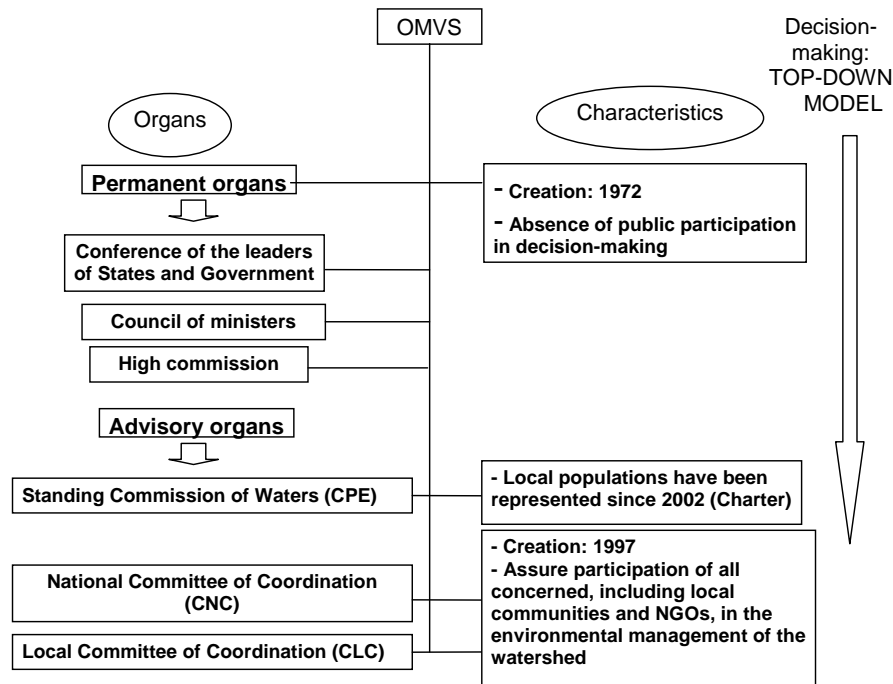 OMVS
Decision-
making:
TOP-DOWN
MODEL
Organs
Characteristics
Permanent organs
- Creation: 1972
- Absence of public participation
in decision-making
Conference of the leaders
of States and Government
Council of ministers
High commission
Advisory organs
Standing Commission of Waters (CPE)
- Local populations have been
represented since 2002 (Charter)
National Committee of Coordination
(CNC)
Local Committee of Coordination (CLC)
- Creation: 1997
- Assure participation of all
concerned, including local
communities and NGOs, in the
environmental management of the
watershed